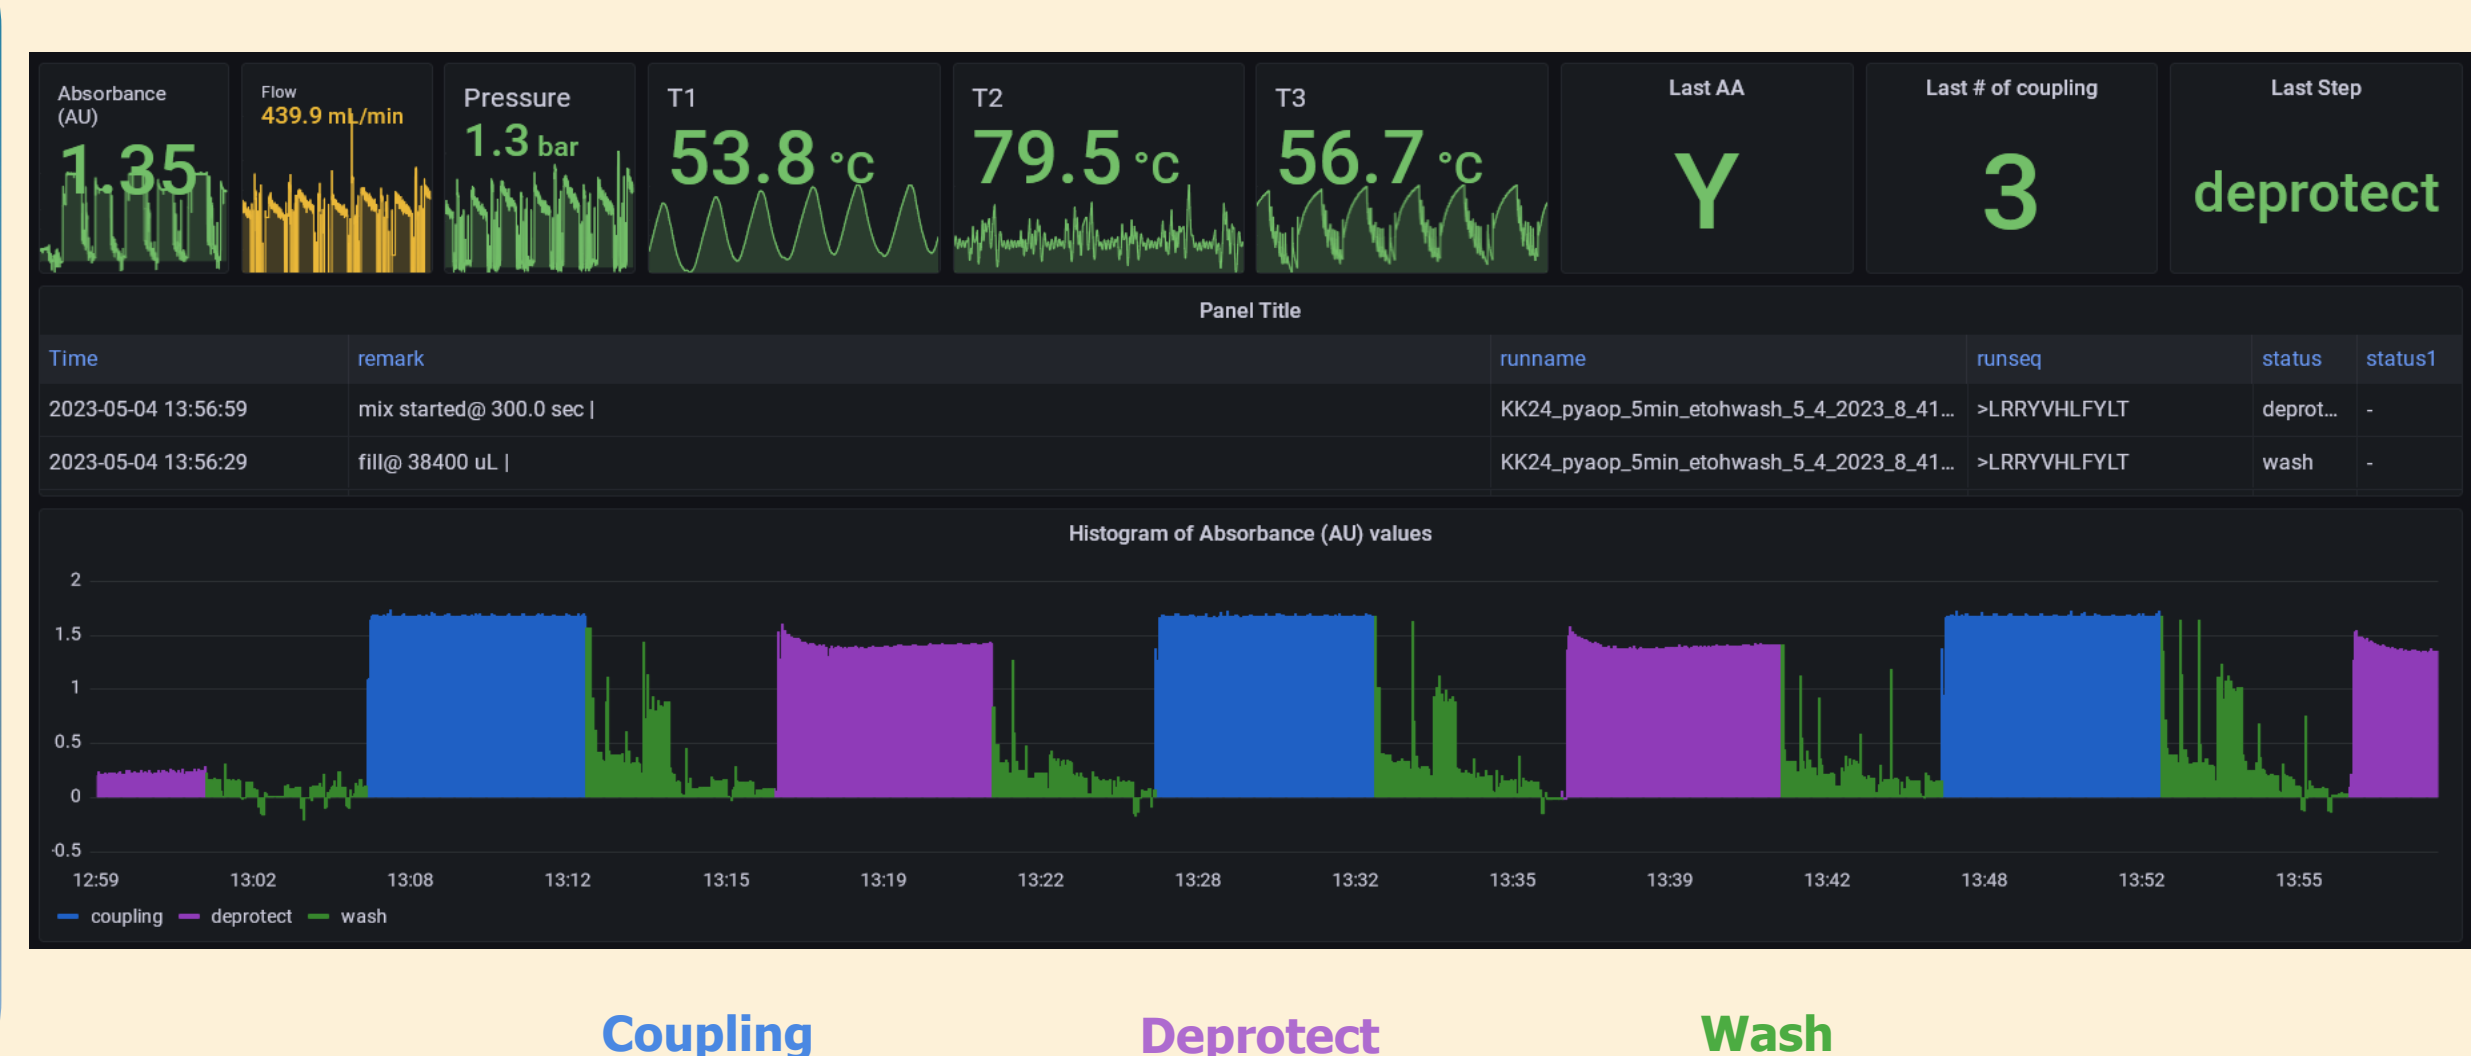 Absorbance
(AU)
1.35
Flow
439.9 mL/min
Pressure
1.3 bar
T1
53.8 °C
T2
79.5 °C
T3
56.7 °C
Last AA
Y
Last # of coupling
3
Last Step
deprotect
Panel Title
Time remark runname runseq status status1
2023-05-04 13:56:59 mix started@ 300.0 sec | KK24_pyaop_5min_etohwash_5_4_2023_8_41... >LRRYVHLFYLT deprot... -
2023-05-04 13:56:29 fill@ 38400 uL | KK24_pyaop_5min_etohwash_5_4_2023_8_41... >LRRYVHLFYLT wash -
Histogram of Absorbance (AU) values
2
1.5
1
0.5
0
-0.5
12:59 13:02 13:08 13:12 13:15 13:19 13:22 13:28 13:32 13:35 13:39 13:42 13:48 13:52 13:55
coupling deprotect wash
Coupling Deprotect Wash